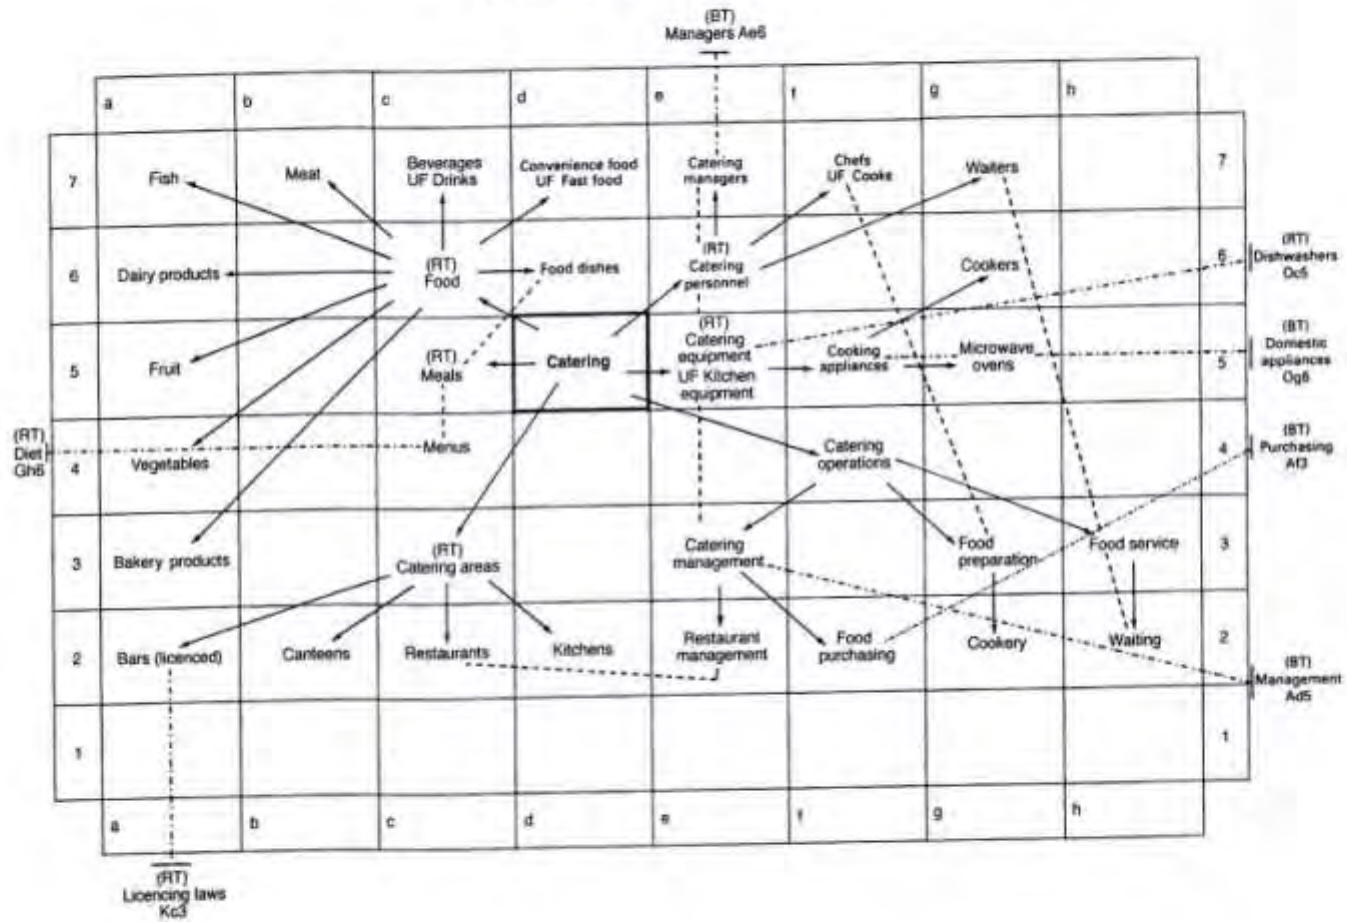 (BT)
Managers Ae6
a b c d e f g h
7 7
Fish
Meat
Beverages
UF Drinks
Convenience food
UF Fast food
Catering
managers
Chefs
UF Cooke
Waiters
6 6
Dairy products
(RT)
Food
Food dishes
(RT)
Catering
personnel
Cookers
(RT)
Dishwashers
Oc5
5 5
Fruit
(RT)
Meals
Catering
(RT)
Catering
equipment
UF Kitchen
equipment
Cooking
appliances
Microwave
ovens
(BT)
Domestic
appliances
Og6
(RT)
Diet
Gh6
4 4
Vegetables
Menus
Catering
operations
(BT)
Purchasing
Af3
3 3
Bakery products
(RT)
Catering areas
Catering
management
Food
preparation
Food service
2 2
Bars (licenced)
Canteens
Restaurants
Kitchens
Restaurant
management
Food
purchasing
Cookery
Waiting
(BT)
Management
Ad5
1 1
a b c d e f g h
(RT)
Licencing laws
Kc3